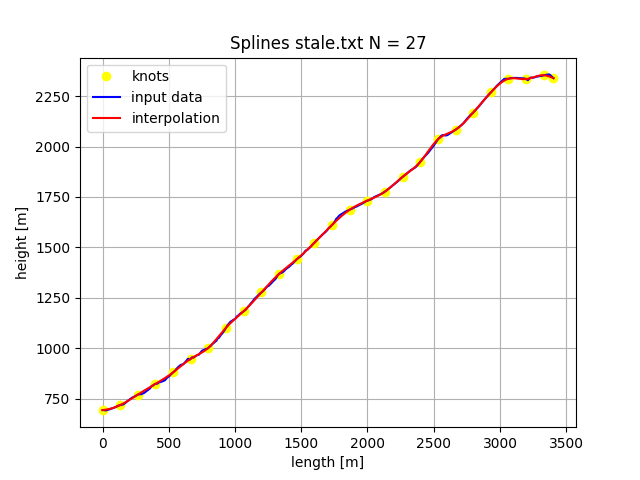 Splines stale.txt N = 27
knots
input data
interpolation
height [m]
2250
2000
1750
1500
1250
1000
750
0 500 1000 1500 2000 2500 3000 3500
length [m]